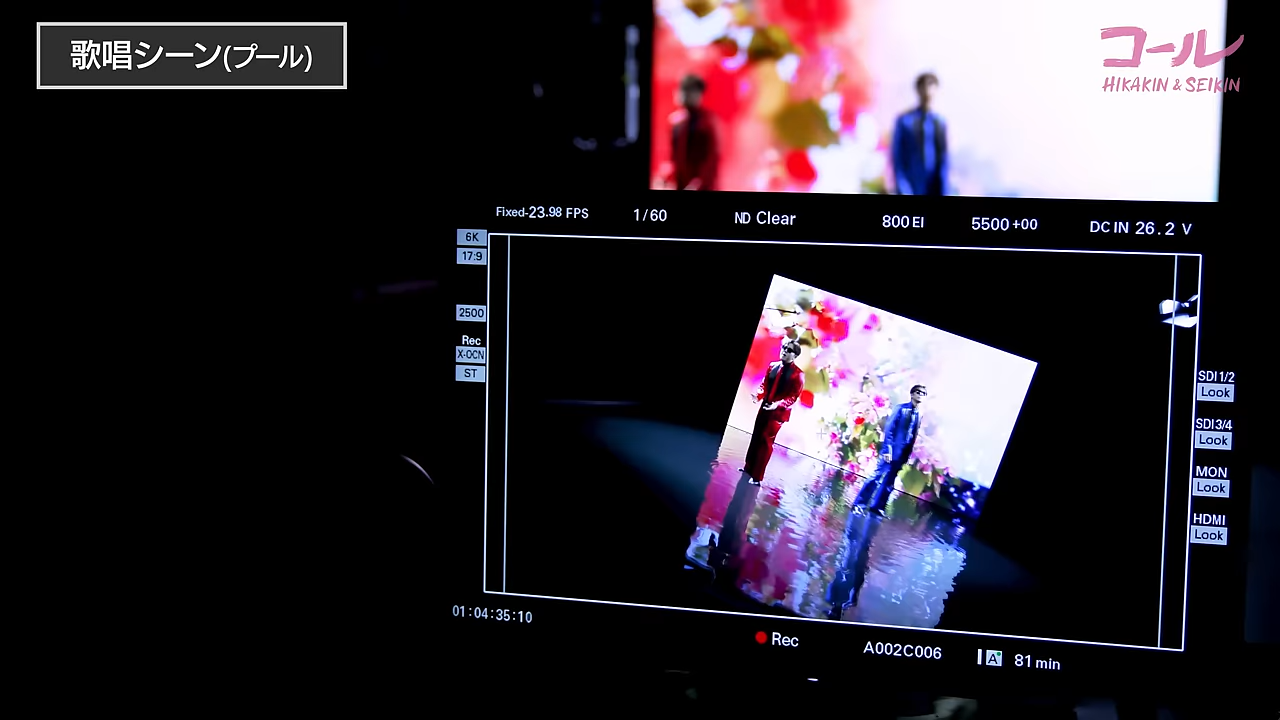 歌唱シーン(プール)
コール
HIKAKIN & SEIKIN
Fixed-23.98 FPS 1/60 ND Clear 800 EI 5500+00 DC IN 26.2 V
6K
17:9
2500
Rec
X-OCN
ST
SDI 1/2
Look
SDI 3/4
Look
MON
Look
HDMI
Look
01:04:35:10
Rec A002C006 A 81 min